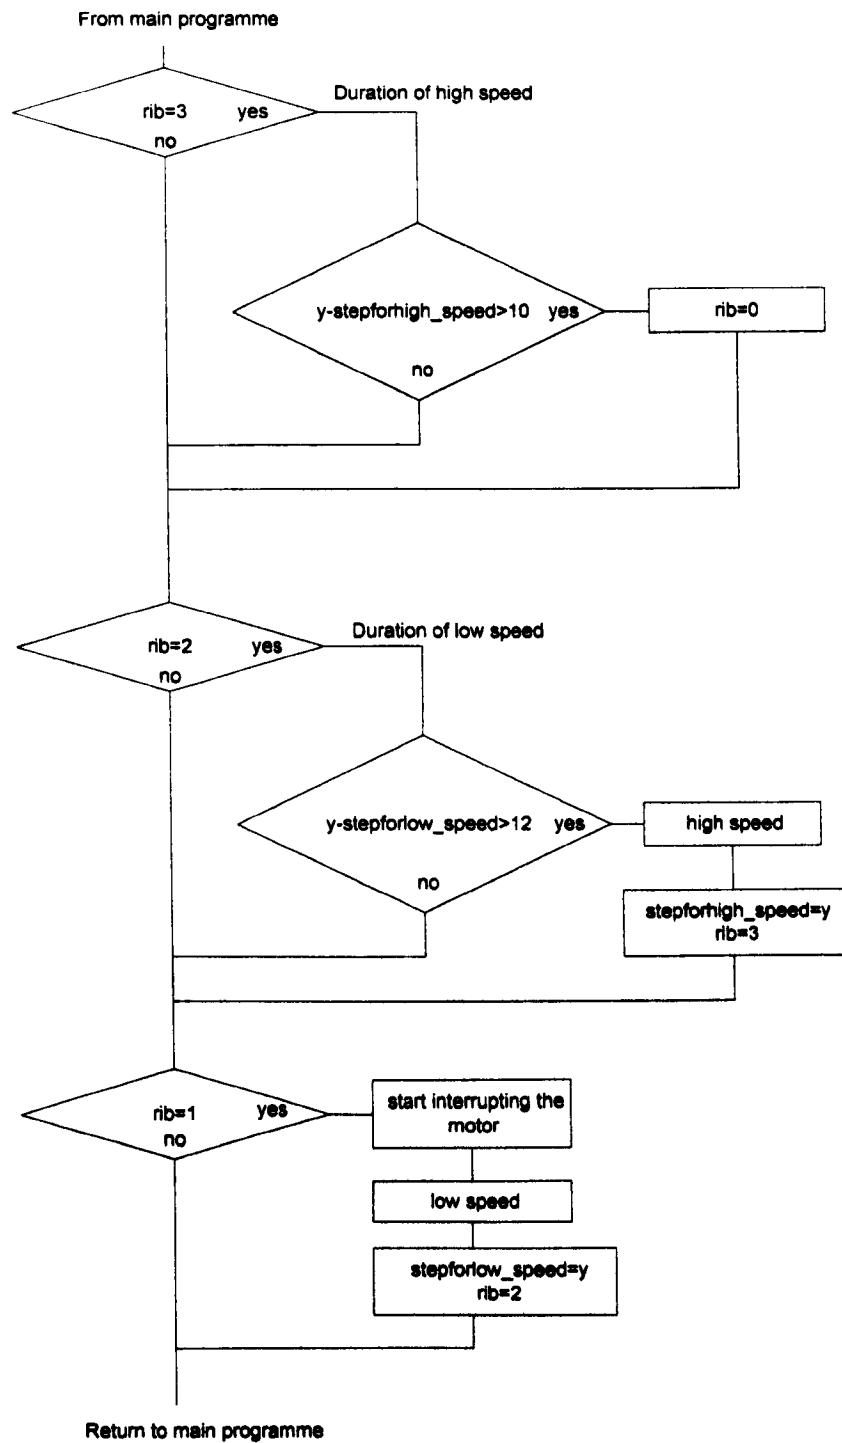 From main programme
Duration of high speed
rib=3
yes
no
y-stepforhigh_speed>10
yes
rib=0
no
Duration of low speed
rib=2
yes
no
y-stepforlow_speed>12
yes
high speed
no
stepforhigh_speed=y
rib=3
rib=1
yes
no
start interrupting the
motor
low speed
stepforlow_speed=y
rib=2
Return to main programme